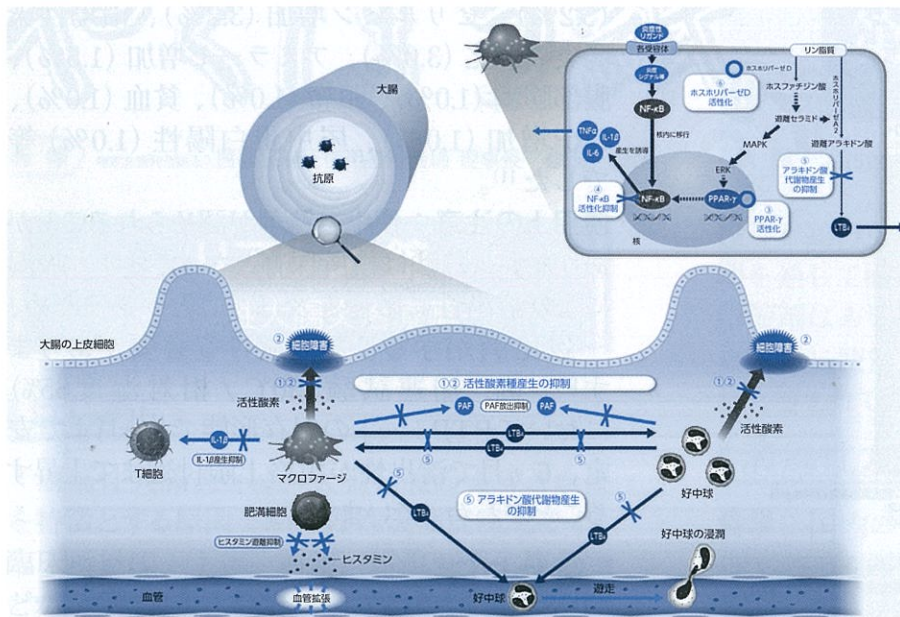 炎症性
リガンド
各受容体
炎症
シグナル等
NF-κB
核内に移行
TNFα
IL-1β
IL-6
産生を誘導
④
NF-κB
活性化抑制
NF-κB
核
リン脂質
ホスホリパーゼD
⑥
ホスホリパーゼD
活性化
ホスファチジン酸
遊離セラミド
MAPK
ERK
PPAR-γ
③
PPAR-γ
活性化
ホスホリパーゼA2
遊離アラキドン酸
⑤
アラキドン酸
代謝物産生
の抑制
LTB4
大腸
抗原
大腸の上皮細胞
②
細胞障害
①②
活性酸素
IL-1β
IL-1β産生抑制
T細胞
マクロファージ
肥満細胞
ヒスタミン遊離抑制
ヒスタミン
①② 活性酸素種産生の抑制
PAF
PAF放出抑制
PAF
LTB4
LTB4
⑤
⑤
⑤
LTB4
⑤ アラキドン酸代謝物産生
の抑制
⑤
LTB4
細胞障害
②
①②
活性酸素
好中球
好中球の浸潤
血管
血管拡張
好中球
遊走